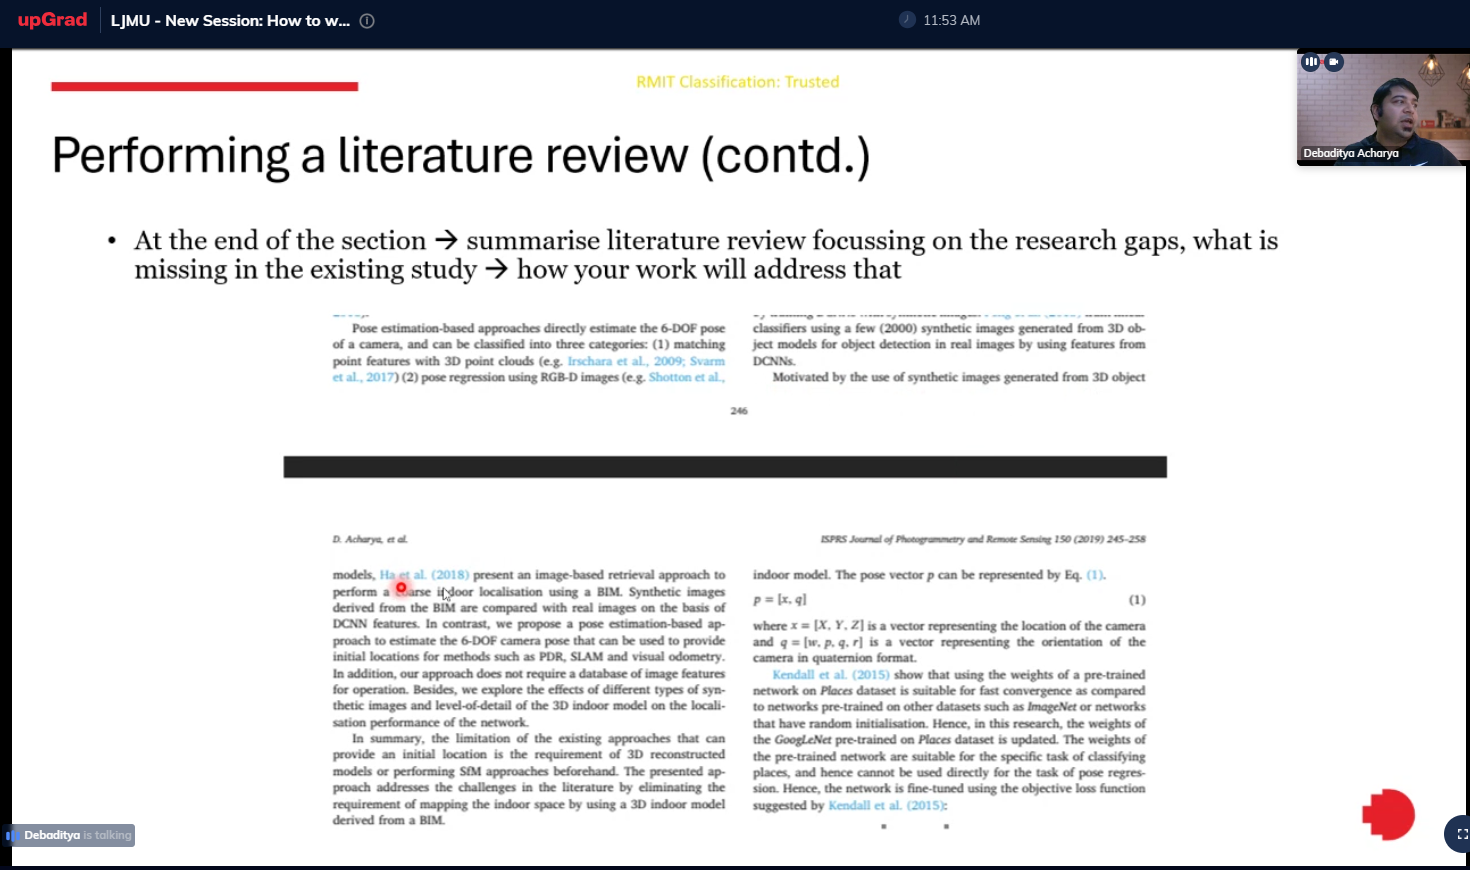 upGrad
LJMU - New Session: How to w...
11:53 AM
RMIT Classification: Trusted
Debaditya Acharya
Performing a literature review (contd.)
• At the end of the section → summarise literature review focussing on the research gaps, what is
missing in the existing study → how your work will address that
Pose estimation-based approaches directly estimate the 6-DOF pose
of a camera, and can be classified into three categories: (1) matching
point features with 3D point clouds (e.g. Irschara et al., 2009; Svarm
et al., 2017) (2) pose regression using RGB-D images (e.g. Shotton et al.,
classifiers using a few (2000) synthetic images generated from 3D ob-
ject models for object detection in real images by using features from
DCNNs.
Motivated by the use of synthetic images generated from 3D object
246
D. Acharya, et al.
ISPRS Journal of Photogrammetry and Remote Sensing 150 (2019) 245–258
models, Ha et al. (2018) present an image-based retrieval approach to
perform a coarse indoor localisation using a BIM. Synthetic images
derived from the BIM are compared with real images on the basis of
DCNN features. In contrast, we propose a pose estimation-based ap-
proach to estimate the 6-DOF camera pose that can be used to provide
initial locations for methods such as PDR, SLAM and visual odometry.
In addition, our approach does not require a database of image features
for operation. Besides, we explore the effects of different types of syn-
thetic images and level-of-detail of the 3D indoor model on the locali-
sation performance of the network.
In summary, the limitation of the existing approaches that can
provide an initial location is the requirement of 3D reconstructed
models or performing SfM approaches beforehand. The presented ap-
proach addresses the challenges in the literature by eliminating the
requirement of mapping the indoor space by using a 3D indoor model
derived from a BIM.
indoor model. The pose vector p can be represented by Eq. (1).
p = [x, q]
(1)
where x = [X, Y, Z] is a vector representing the location of the camera
and q = [w, p, q, r] is a vector representing the orientation of the
camera in quaternion format.
Kendall et al. (2015) show that using the weights of a pre-trained
network on Places dataset is suitable for fast convergence as compared
to networks pre-trained on other datasets such as ImageNet or networks
that have random initialisation. Hence, in this research, the weights of
the GoogLeNet pre-trained on Places dataset is updated. The weights of
the pre-trained network are suitable for the specific task of classifying
places, and hence cannot be used directly for the task of pose regres-
sion. Hence, the network is fine-tuned using the objective loss function
suggested by Kendall et al. (2015):
Debaditya is talking